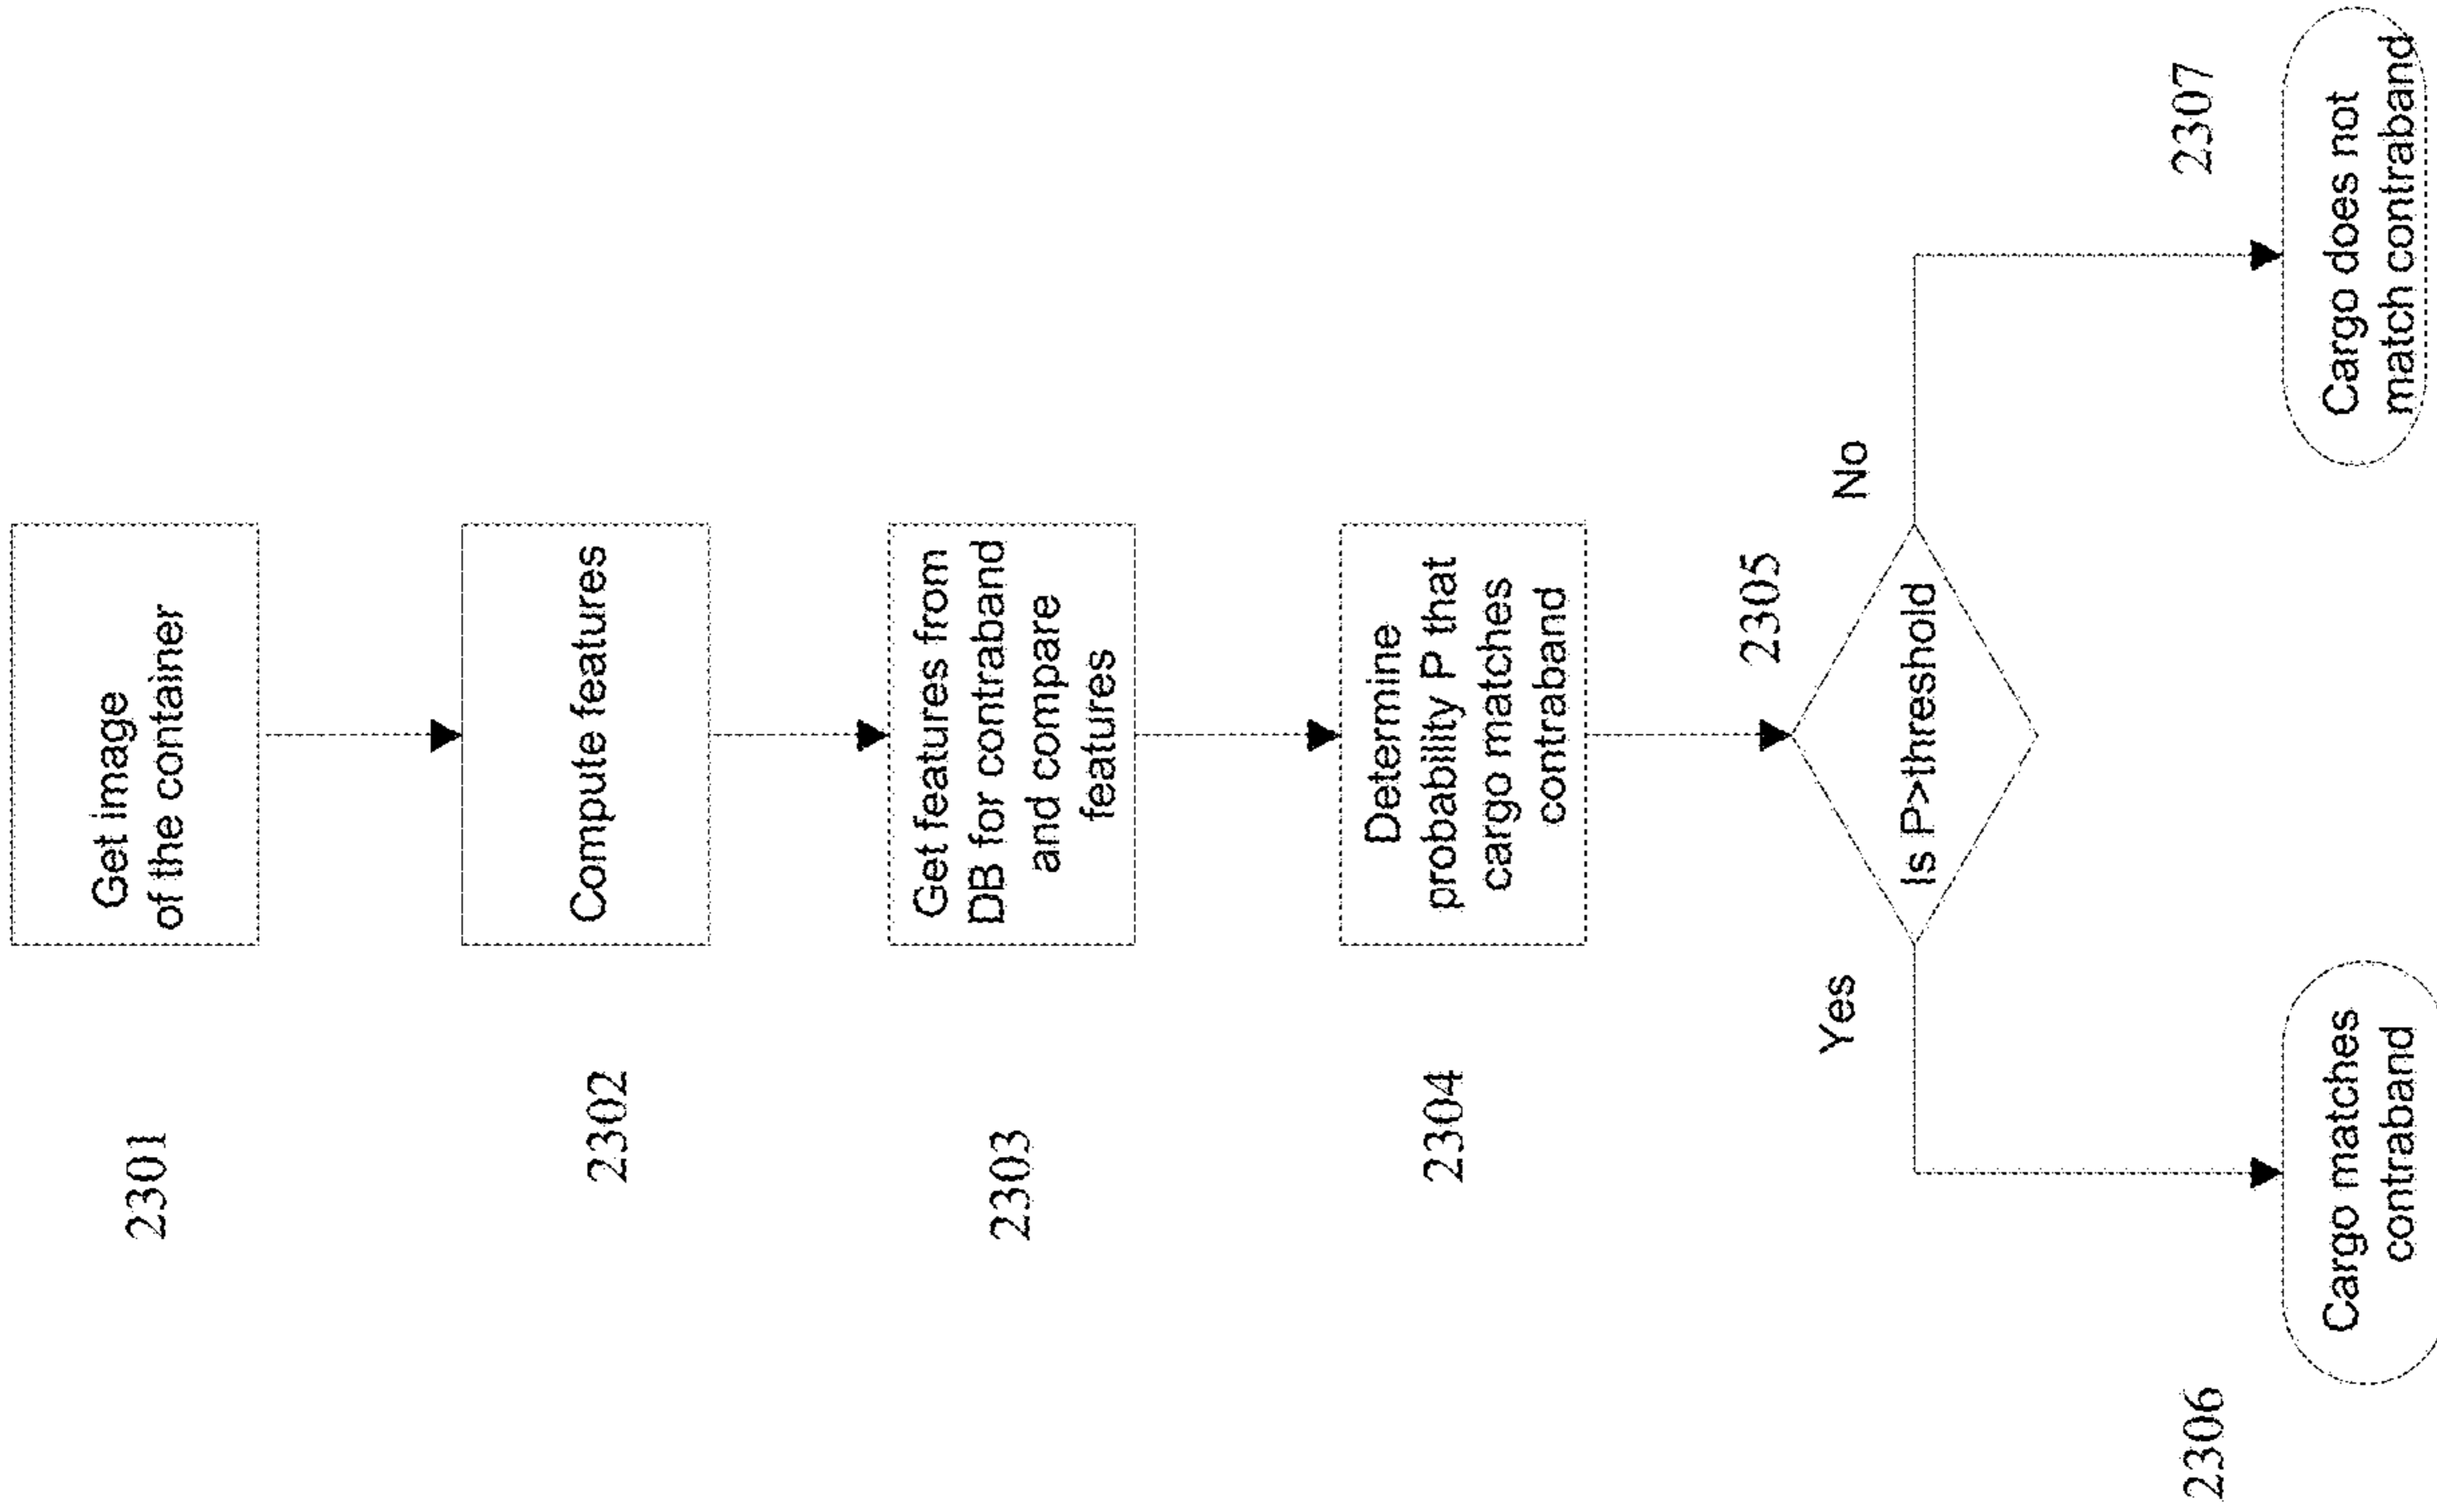 2301
Get image
of the container
2302
Compute features
2303
Get features from
DB for contraband
and compare
features
2304
Determine
probability P that
cargo matches
contraband
2305
Is P>threshold
Yes
No
2306
Cargo matches
contraband
2307
Cargo does not
match contraband